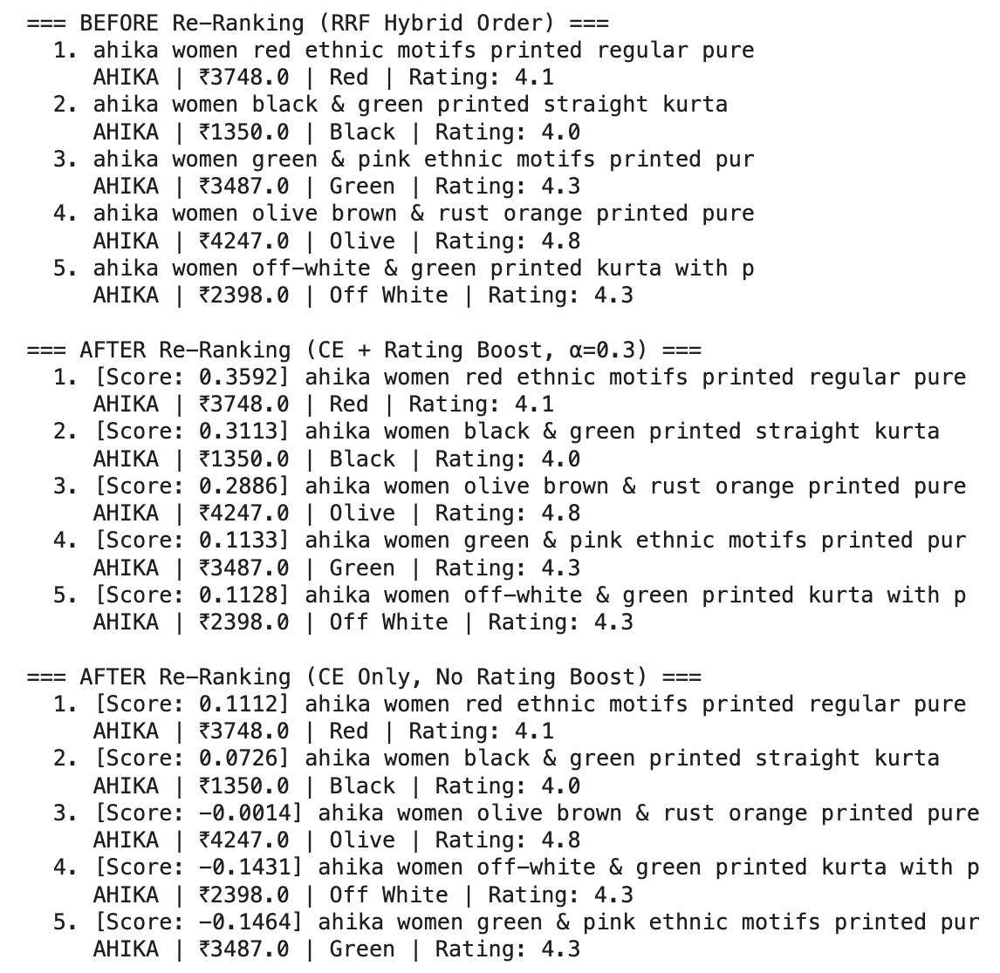 === BEFORE Re-Ranking (RRF Hybrid Order) ===
1. ahika women red ethnic motifs printed regular pure
AHIKA | ₹3748.0 | Red | Rating: 4.1
2. ahika women black & green printed straight kurta
AHIKA | ₹1350.0 | Black | Rating: 4.0
3. ahika women green & pink ethnic motifs printed pur
AHIKA | ₹3487.0 | Green | Rating: 4.3
4. ahika women olive brown & rust orange printed pure
AHIKA | ₹4247.0 | Olive | Rating: 4.8
5. ahika women off-white & green printed kurta with p
AHIKA | ₹2398.0 | Off White | Rating: 4.3
=== AFTER Re-Ranking (CE + Rating Boost, α=0.3) ===
1. [Score: 0.3592] ahika women red ethnic motifs printed regular pure
AHIKA | ₹3748.0 | Red | Rating: 4.1
2. [Score: 0.3113] ahika women black & green printed straight kurta
AHIKA | ₹1350.0 | Black | Rating: 4.0
3. [Score: 0.2886] ahika women olive brown & rust orange printed pure
AHIKA | ₹4247.0 | Olive | Rating: 4.8
4. [Score: 0.1133] ahika women green & pink ethnic motifs printed pur
AHIKA | ₹3487.0 | Green | Rating: 4.3
5. [Score: 0.1128] ahika women off-white & green printed kurta with p
AHIKA | ₹2398.0 | Off White | Rating: 4.3
=== AFTER Re-Ranking (CE Only, No Rating Boost) ===
1. [Score: 0.1112] ahika women red ethnic motifs printed regular pure
AHIKA | ₹3748.0 | Red | Rating: 4.1
2. [Score: 0.0726] ahika women black & green printed straight kurta
AHIKA | ₹1350.0 | Black | Rating: 4.0
3. [Score: -0.0014] ahika women olive brown & rust orange printed pure
AHIKA | ₹4247.0 | Olive | Rating: 4.8
4. [Score: -0.1431] ahika women off-white & green printed kurta with p
AHIKA | ₹2398.0 | Off White | Rating: 4.3
5. [Score: -0.1464] ahika women green & pink ethnic motifs printed pur
AHIKA | ₹3487.0 | Green | Rating: 4.3